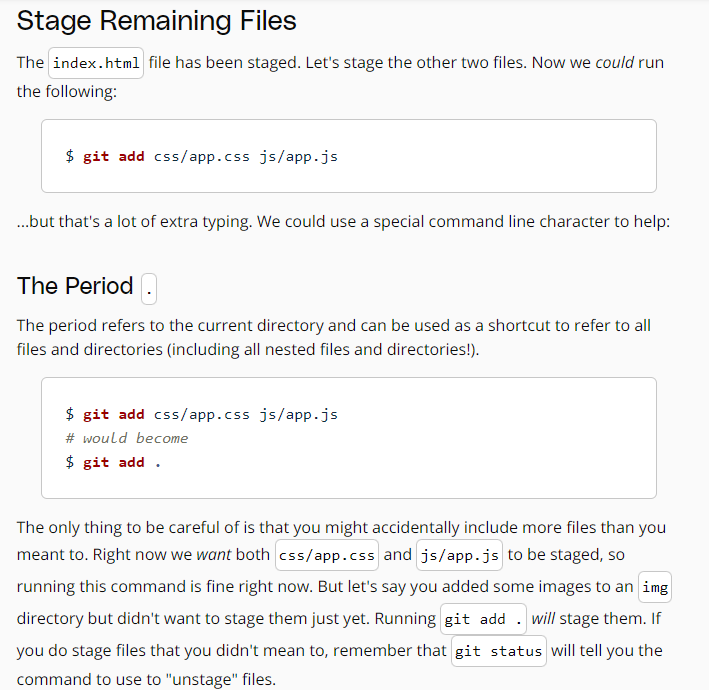 Stage Remaining Files
The index.html file has been staged. Let's stage the other two files. Now we could run
the following:
$ git add css/app.css js/app.js
...but that's a lot of extra typing. We could use a special command line character to help:
The Period .
The period refers to the current directory and can be used as a shortcut to refer to all
files and directories (including all nested files and directories!).
$ git add css/app.css js/app.js
# would become
$ git add .
The only thing to be careful of is that you might accidentally include more files than you
meant to. Right now we want both css/app.css and js/app.js to be staged, so
running this command is fine right now. But let's say you added some images to an img
directory but didn't want to stage them just yet. Running git add . will stage them. If
you do stage files that you didn't mean to, remember that git status will tell you the
command to use to "unstage" files.